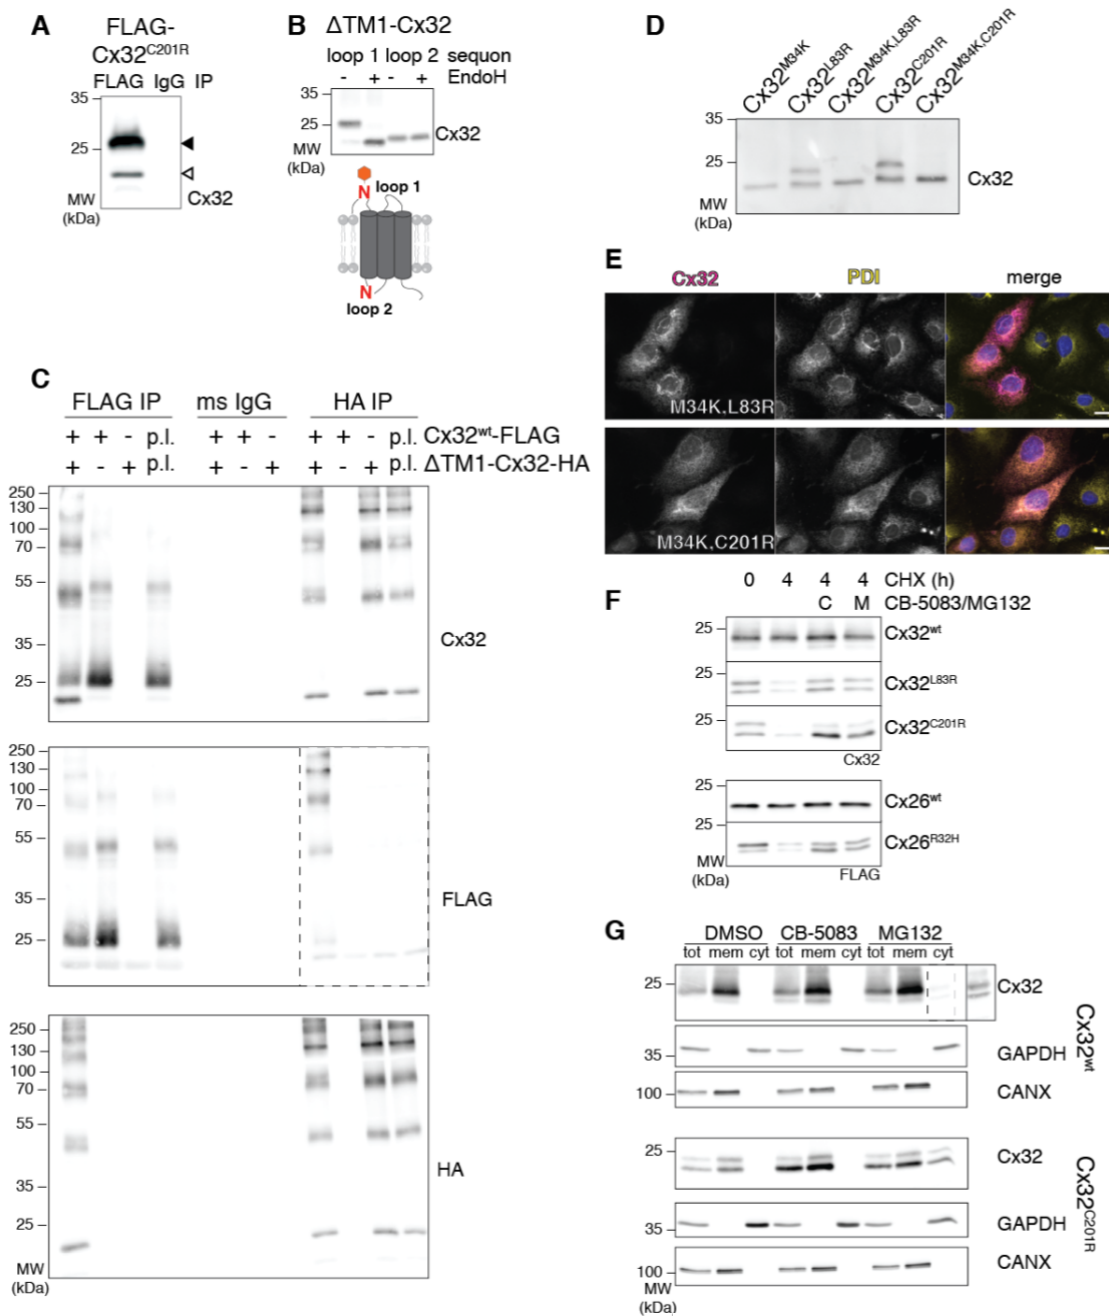 A
FLAG-
Cx32C201R
FLAG IgG IP
35
25
MW
(kDa)
Cx32
B
ΔTM1-Cx32
loop 1 loop 2 sequon
- + - + EndoH
35
25
MW
(kDa)
Cx32
N
loop 1
N
loop 2
C
FLAG IP ms IgG HA IP
+ + - p.l. + + - + + - p.l. Cx32wt-FLAG
+ - + p.l. + - + + - + p.l. ΔTM1-Cx32-HA
250
130
100
70
55
35
25
Cx32
250
130
100
70
55
35
25
FLAG
250
130
100
70
55
35
25
MW
(kDa)
HA
D
Cx32M34K
Cx32L83R
Cx32M34K,L83R
Cx32C201R
Cx32M34K,C201R
35
25
MW
(kDa)
Cx32
E
Cx32 PDI merge
M34K,L83R
M34K,C201R
F
0 4 4 4 CHX (h)
C M CB-5083/MG132
25
Cx32wt
25
Cx32L83R
25
Cx32C201R
Cx32
25
Cx26wt
25
Cx26R32H
MW
(kDa)
FLAG
G
DMSO CB-5083 MG132
tot mem cyt tot mem cyt tot mem cyt
25
Cx32
35
GAPDH
100
CANX
Cx32wt
25
Cx32
35
GAPDH
100
CANX
Cx32C201R
MW
(kDa)